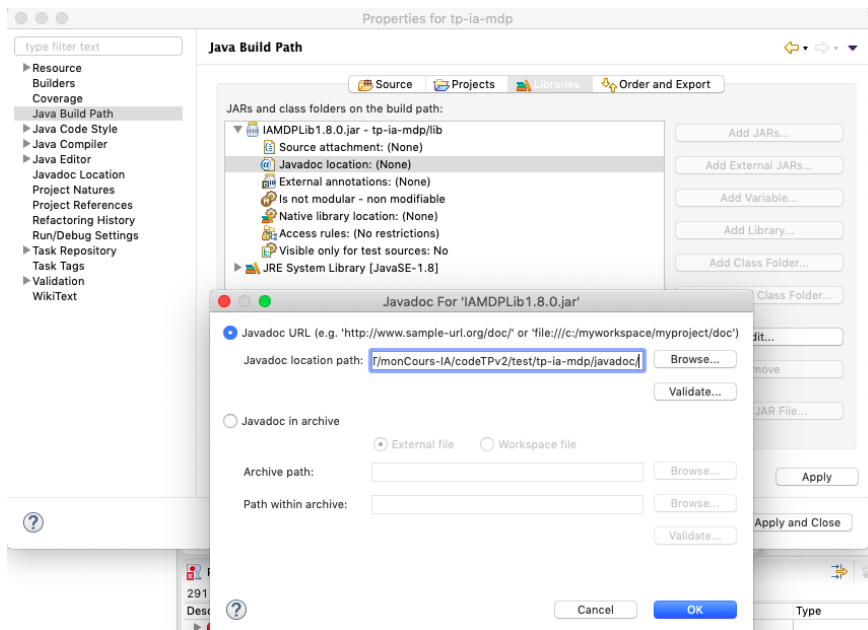 Properties for tp-ia-mdp
type filter text
Java Build Path
Resource
Builders
Coverage
Java Build Path
Java Code Style
Java Compiler
Java Editor
Javadoc Location
Project Natures
Project References
Refactoring History
Run/Debug Settings
Task Repository
Task Tags
Validation
WikiText
Source Projects Libraries Order and Export
JARs and class folders on the build path:
IAMDPLib1.8.0.jar - tp-ia-mdp/lib
Source attachment: (None)
Javadoc location: (None)
External annotations: (None)
Is not modular - non modifiable
Native library location: (None)
Access rules: (No restrictions)
Visible only for test sources: No
JRE System Library [JavaSE-1.8]
Add JARs...
Add External JARs...
Add Variable...
Add Library...
Add Class Folder...
Class Folder...
dit...
move
JAR File...
Apply
Apply and Close
Javadoc For 'IAMDPLib1.8.0.jar'
Javadoc URL (e.g. 'http://www.sample-url.org/doc/' or 'file:///c:/myworkspace/myproject/doc')
Javadoc location path: T/monCours-IA/codeTPv2/test/tp-ia-mdp/javadoc/ Browse...
Validate...
Javadoc in archive
External file Workspace file
Archive path: Browse...
Path within archive: Browse...
Validate...
Cancel OK
291
Desc
Type